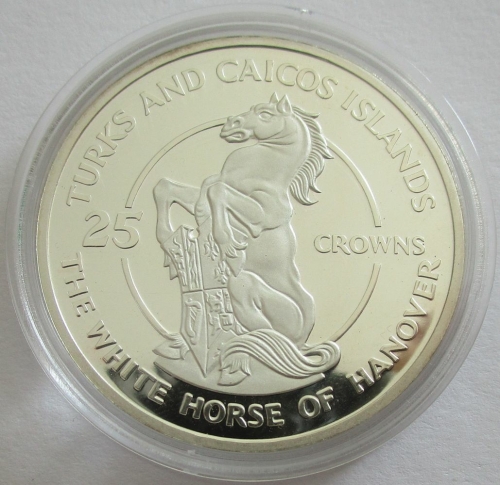 TURKS AND CAICOS ISLANDS
25 CROWNS
THE WHITE HORSE OF HANOVER